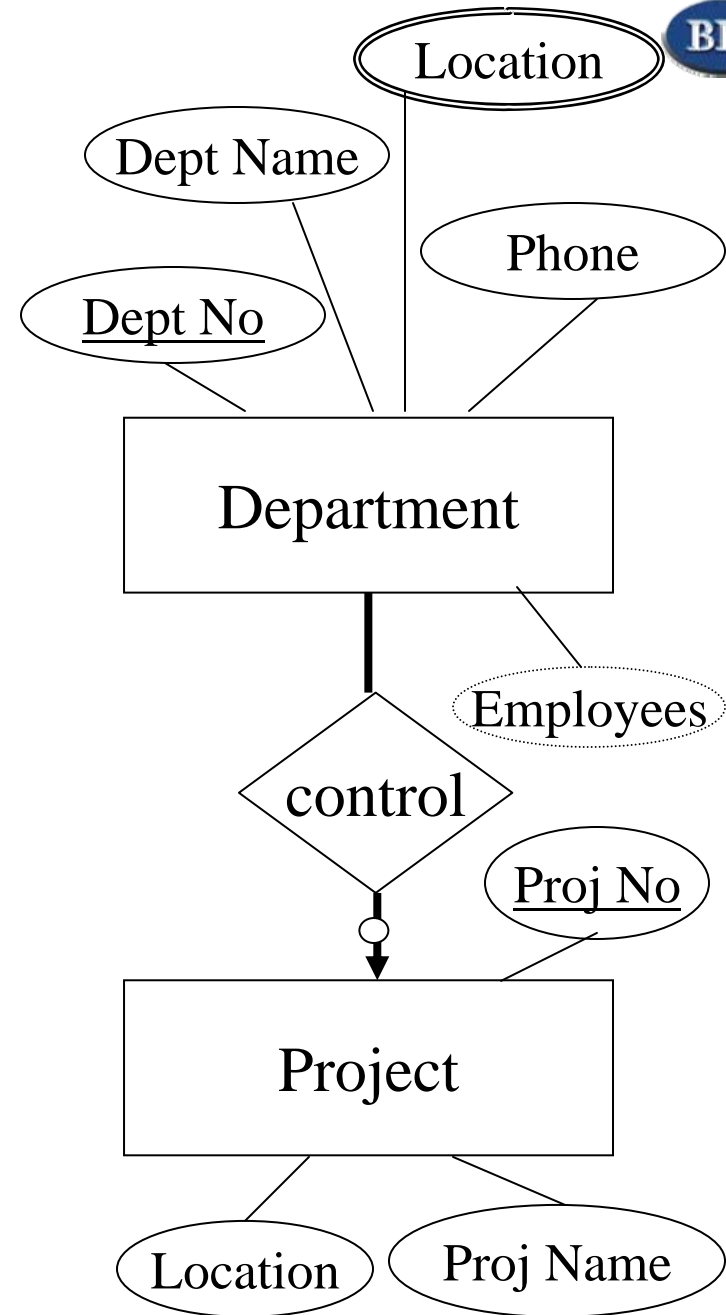 Location
Dept Name
Phone
Dept No
Department
Employees
control
Proj No
Project
Location
Proj Name